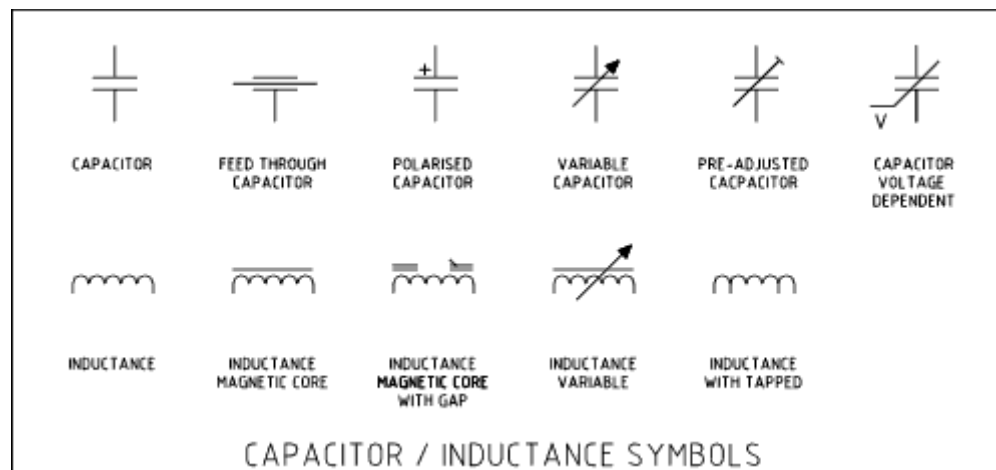 +
V
CAPACITOR
FEED THROUGH
CAPACITOR
POLARISED
CAPACITOR
VARIABLE
CAPACITOR
PRE-ADJUSTED
CACPACITOR
CAPACITOR
VOLTAGE
DEPENDENT
INDUCTANCE
INDUCTANCE
MAGNETIC CORE
INDUCTANCE
MAGNETIC CORE
WITH GAP
INDUCTANCE
VARIABLE
INDUCTANCE
WITH TAPPED
CAPACITOR / INDUCTANCE SYMBOLS